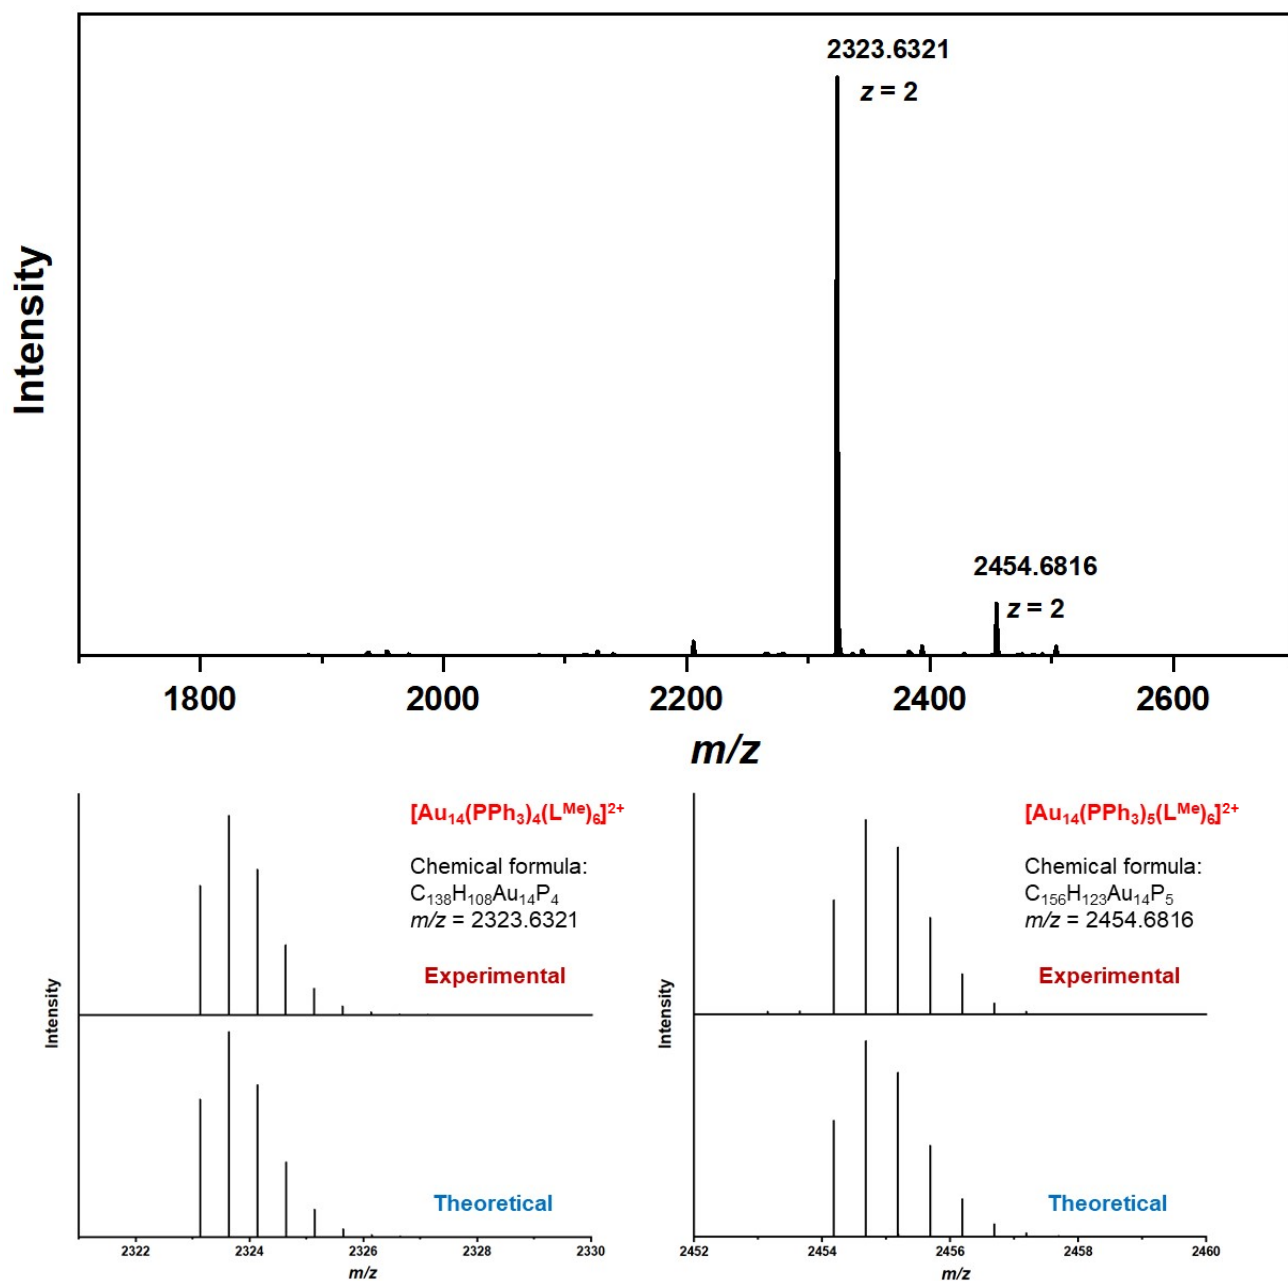 2323.6321
z = 2
Intensity
2454.6816
z = 2
1800 2000 2200 2400 2600
m/z
[Au₁₄(PPh₃)₄(Lᴹᵉ)₆]²⁺
Chemical formula:
C₁₃₈H₁₀₈Au₁₄P₄
m/z = 2323.6321
Experimental
Intensity
Theoretical
2322 2324 2326 2328 2330
m/z
[Au₁₄(PPh₃)₅(Lᴹᵉ)₆]²⁺
Chemical formula:
C₁₅₆H₁₂₃Au₁₄P₅
m/z = 2454.6816
Experimental
Intensity
Theoretical
2452 2454 2456 2458 2460
m/z